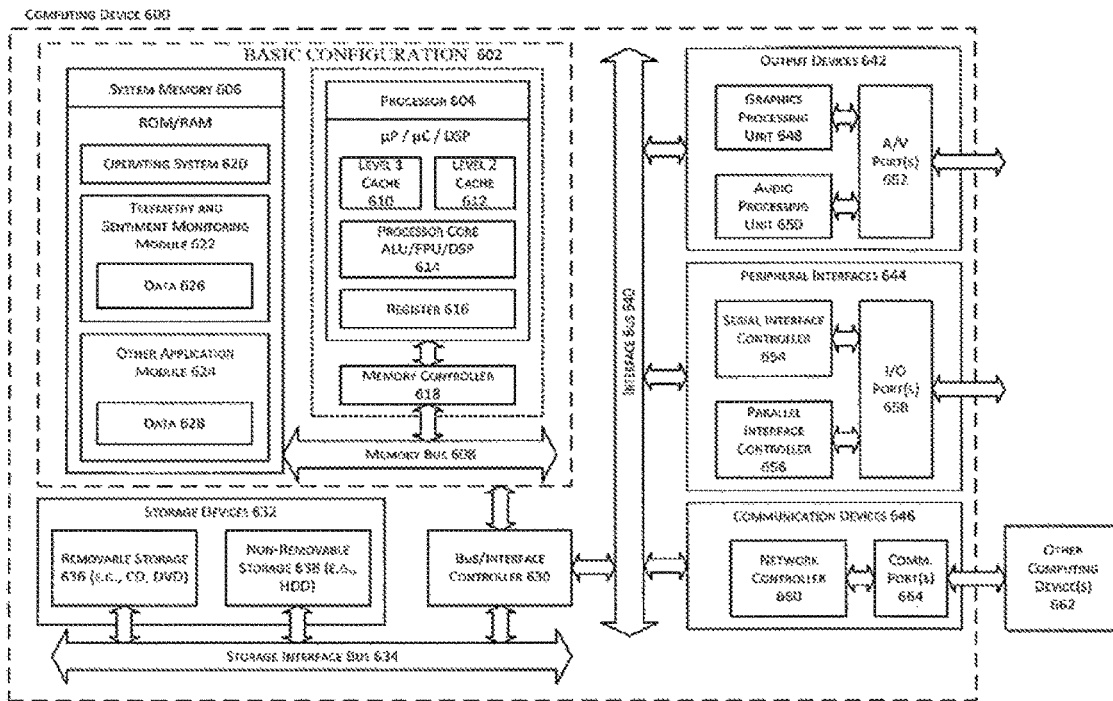 COMPUTING DEVICE 600
BASIC CONFIGURATION 602
SYSTEM MEMORY 606
ROM/RAM
OPERATING SYSTEM 620
TELEMETRY AND
SENTIMENT MONITORING
MODULE 622
DATA 626
OTHER APPLICATION
MODULE 624
DATA 628
PROCESSOR 604
µP / µC / DSP
LEVEL 1
CACHE
610
LEVEL 2
CACHE
612
PROCESSOR CORE
ALU/FPU/DSP
614
REGISTER 616
MEMORY CONTROLLER
618
MEMORY BUS 608
STORAGE DEVICES 632
REMOVABLE STORAGE
636 (E.G., CD, DVD)
NON-REMOVABLE
STORAGE 638 (E.G.,
HDD)
BUS/INTERFACE
CONTROLLER 630
STORAGE INTERFACE BUS 634
INTERFACE BUS 640
OUTPUT DEVICES 642
GRAPHICS
PROCESSING
UNIT 648
AUDIO
PROCESSING
UNIT 650
A/V
PORT(S)
652
PERIPHERAL INTERFACES 644
SERIAL INTERFACE
CONTROLLER
654
PARALLEL
INTERFACE
CONTROLLER
656
I/O
PORT(S)
658
COMMUNICATION DEVICES 646
NETWORK
CONTROLLER
660
COMM.
PORT(S)
664
OTHER
COMPUTING
DEVICE(S)
662